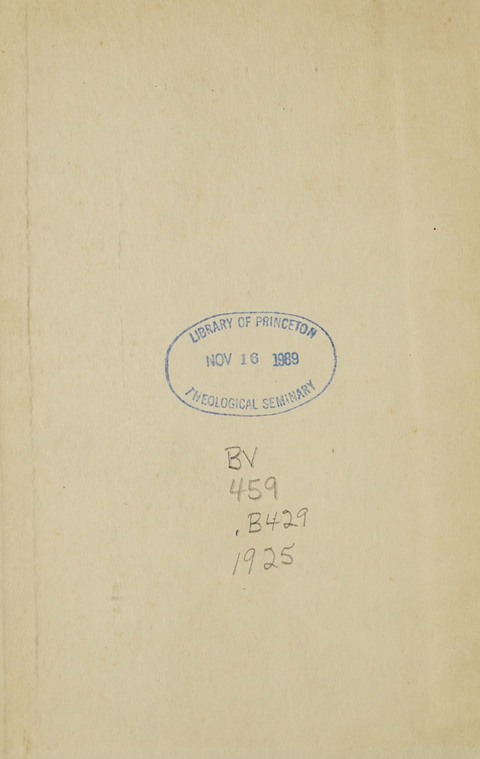 LIBRARY OF PRINCETON
NOV 16 1989
THEOLOGICAL SEMINARY
BV
459
.B429
1925